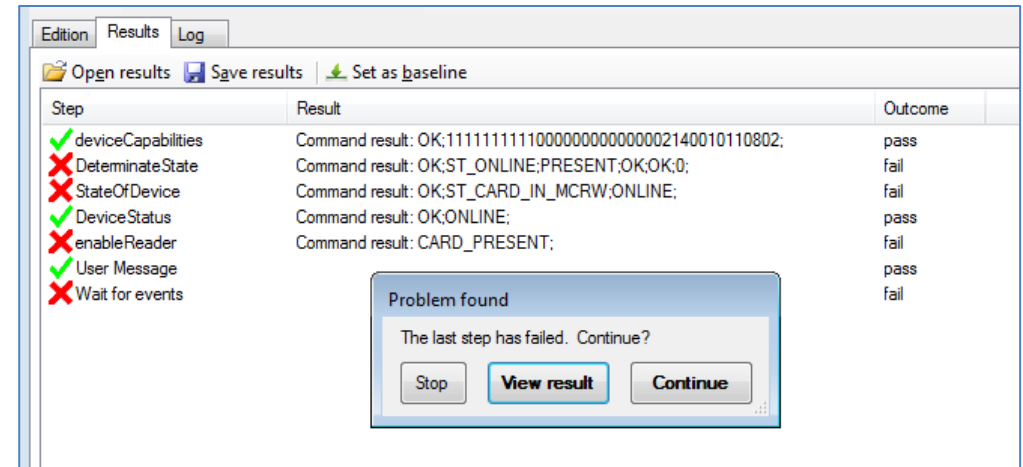 Edition Results Log
Open results Save results Set as baseline
Step Result Outcome
deviceCapabilities Command result: OK;11111111110000000000000002140010110802; pass
DeterminateState Command result: OK;ST_ONLINE;PRESENT;OK;OK;0; fail
StateOfDevice Command result: OK;ST_CARD_IN_MCRW;ONLINE; fail
DeviceStatus Command result: OK;ONLINE; pass
enableReader Command result: CARD_PRESENT; fail
User Message pass
Wait for events fail
Problem found
The last step has failed. Continue?
Stop View result Continue